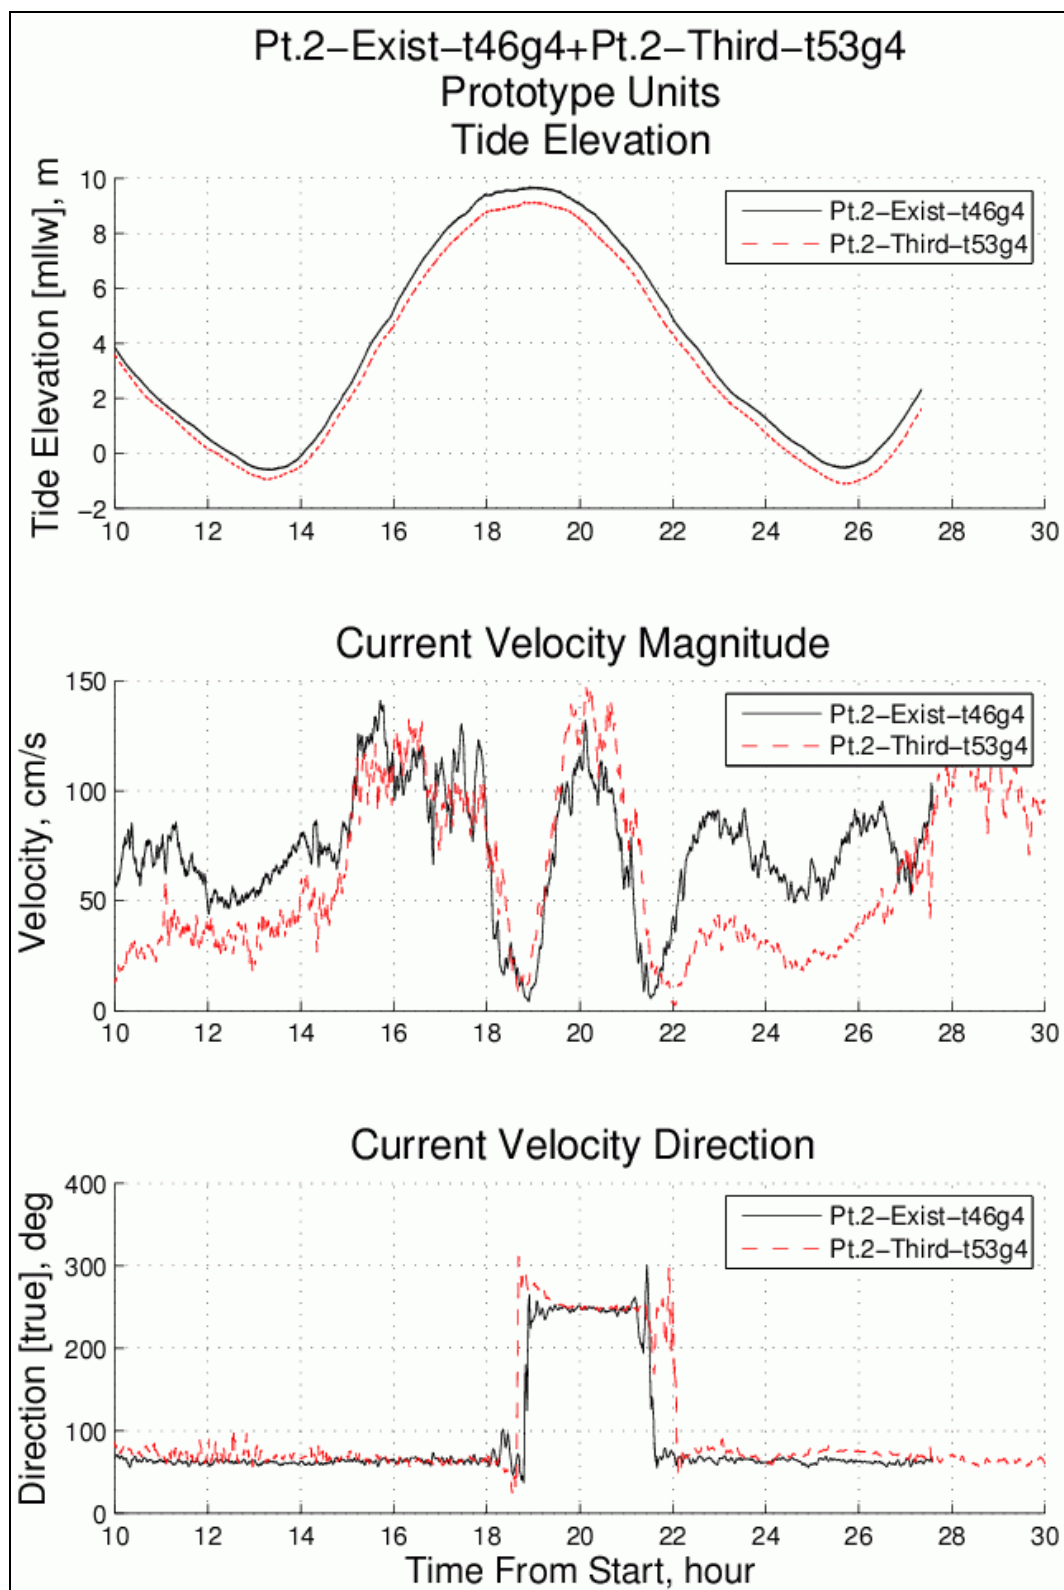 Pt.2−Exist−t46g4+Pt.2−Third−t53g4
Prototype Units
Tide Elevation
Tide Elevation [mllw], m
10
8
6
4
2
0
−2
Pt.2−Exist−t46g4
Pt.2−Third−t53g4
10 12 14 16 18 20 22 24 26 28 30
Current Velocity Magnitude
Velocity, cm/s
150
100
50
0
Pt.2−Exist−t46g4
Pt.2−Third−t53g4
10 12 14 16 18 20 22 24 26 28 30
Current Velocity Direction
Direction [true], deg
400
300
200
100
0
Pt.2−Exist−t46g4
Pt.2−Third−t53g4
10 12 14 16 18 20 22 24 26 28 30
Time From Start, hour